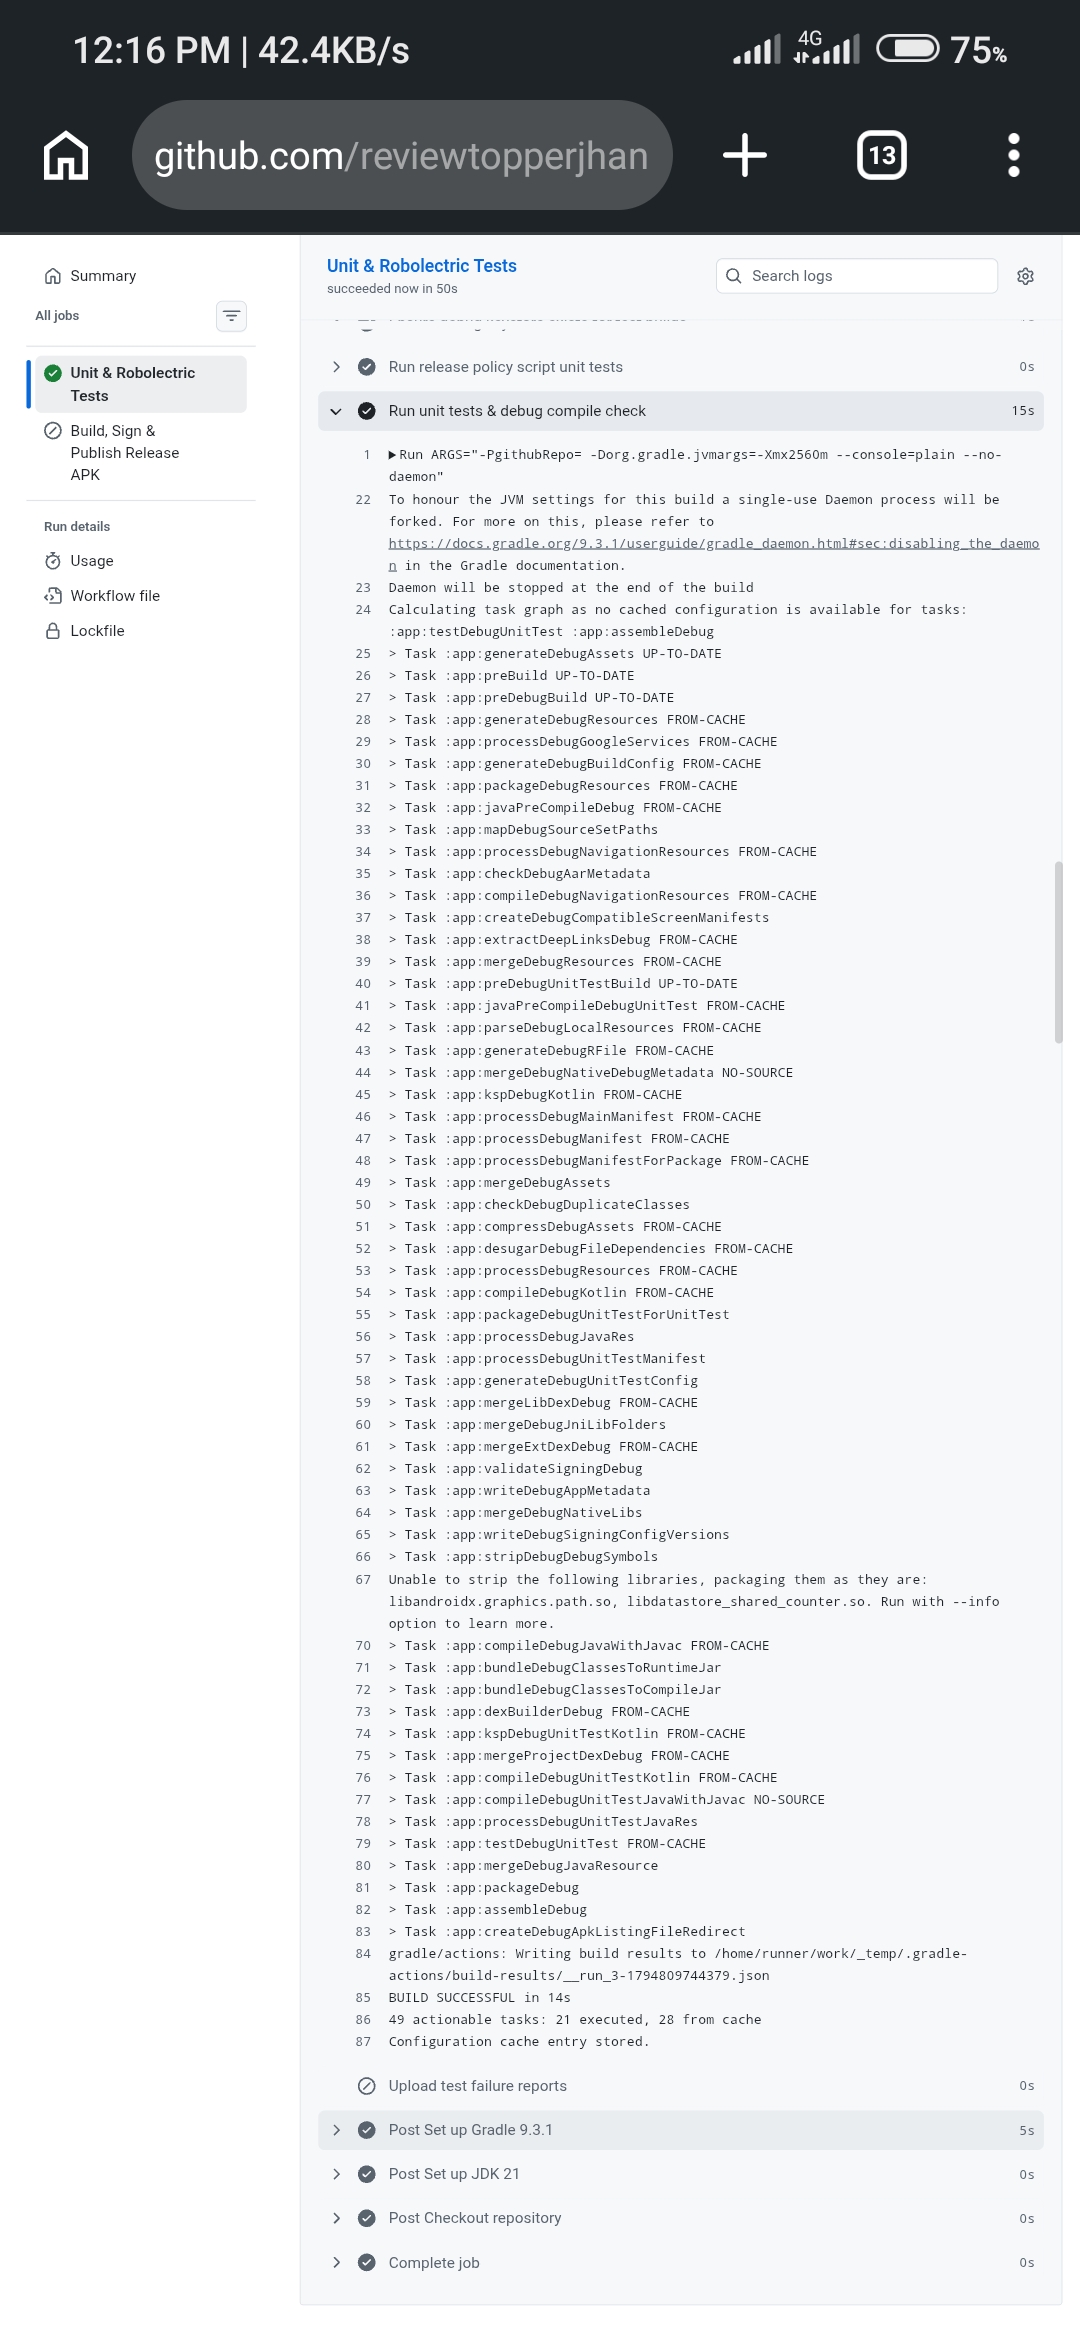 12:16 PM | 42.4KB/s
4G
75%
github.com/reviewtopperjhan
13
Summary
All jobs
Unit & Robolectric
Tests
Build, Sign &
Publish Release
APK
Run details
Usage
Workflow file
Lockfile
Unit & Robolectric Tests
succeeded now in 50s
Search logs
Run release policy script unit tests 0s
Run unit tests & debug compile check 15s
1 Run ARGS="-PgithubRepo= -Dorg.gradle.jvmargs=-Xmx2560m --console=plain --no-
daemon"
22 To honour the JVM settings for this build a single-use Daemon process will be
forked. For more on this, please refer to
https://docs.gradle.org/9.3.1/userguide/gradle_daemon.html#sec:disabling_the_daemo
n in the Gradle documentation.
23 Daemon will be stopped at the end of the build
24 Calculating task graph as no cached configuration is available for tasks:
:app:testDebugUnitTest :app:assembleDebug
25 > Task :app:generateDebugAssets UP-TO-DATE
26 > Task :app:preBuild UP-TO-DATE
27 > Task :app:preDebugBuild UP-TO-DATE
28 > Task :app:generateDebugResources FROM-CACHE
29 > Task :app:processDebugGoogleServices FROM-CACHE
30 > Task :app:generateDebugBuildConfig FROM-CACHE
31 > Task :app:packageDebugResources FROM-CACHE
32 > Task :app:javaPreCompileDebug FROM-CACHE
33 > Task :app:mapDebugSourceSetPaths
34 > Task :app:processDebugNavigationResources FROM-CACHE
35 > Task :app:checkDebugAarMetadata
36 > Task :app:compileDebugNavigationResources FROM-CACHE
37 > Task :app:createDebugCompatibleScreenManifests
38 > Task :app:extractDeepLinksDebug FROM-CACHE
39 > Task :app:mergeDebugResources FROM-CACHE
40 > Task :app:preDebugUnitTestBuild UP-TO-DATE
41 > Task :app:javaPreCompileDebugUnitTest FROM-CACHE
42 > Task :app:parseDebugLocalResources FROM-CACHE
43 > Task :app:generateDebugRFile FROM-CACHE
44 > Task :app:mergeDebugNativeDebugMetadata NO-SOURCE
45 > Task :app:kspDebugKotlin FROM-CACHE
46 > Task :app:processDebugMainManifest FROM-CACHE
47 > Task :app:processDebugManifest FROM-CACHE
48 > Task :app:processDebugManifestForPackage FROM-CACHE
49 > Task :app:mergeDebugAssets
50 > Task :app:checkDebugDuplicateClasses
51 > Task :app:compressDebugAssets FROM-CACHE
52 > Task :app:desugarDebugFileDependencies FROM-CACHE
53 > Task :app:processDebugResources FROM-CACHE
54 > Task :app:compileDebugKotlin FROM-CACHE
55 > Task :app:packageDebugUnitTestForUnitTest
56 > Task :app:processDebugJavaRes
57 > Task :app:processDebugUnitTestManifest
58 > Task :app:generateDebugUnitTestConfig
59 > Task :app:mergeLibDexDebug FROM-CACHE
60 > Task :app:mergeDebugJniLibFolders
61 > Task :app:mergeExtDexDebug FROM-CACHE
62 > Task :app:validateSigningDebug
63 > Task :app:writeDebugAppMetadata
64 > Task :app:mergeDebugNativeLibs
65 > Task :app:writeDebugSigningConfigVersions
66 > Task :app:stripDebugDebugSymbols
67 Unable to strip the following libraries, packaging them as they are:
libandroidx.graphics.path.so, libdatastore_shared_counter.so. Run with --info
option to learn more.
70 > Task :app:compileDebugJavaWithJavac FROM-CACHE
71 > Task :app:bundleDebugClassesToRuntimeJar
72 > Task :app:bundleDebugClassesToCompileJar
73 > Task :app:dexBuilderDebug FROM-CACHE
74 > Task :app:kspDebugUnitTestKotlin FROM-CACHE
75 > Task :app:mergeProjectDexDebug FROM-CACHE
76 > Task :app:compileDebugUnitTestKotlin FROM-CACHE
77 > Task :app:compileDebugUnitTestJavaWithJavac NO-SOURCE
78 > Task :app:processDebugUnitTestJavaRes
79 > Task :app:testDebugUnitTest FROM-CACHE
80 > Task :app:mergeDebugJavaResource
81 > Task :app:packageDebug
82 > Task :app:assembleDebug
83 > Task :app:createDebugApkListingFileRedirect
84 gradle/actions: Writing build results to /home/runner/work/_temp/.gradle-
actions/build-results/__run_3-1794809744379.json
85 BUILD SUCCESSFUL in 14s
86 49 actionable tasks: 21 executed, 28 from cache
87 Configuration cache entry stored.
Upload test failure reports 0s
Post Set up Gradle 9.3.1 5s
Post Set up JDK 21 0s
Post Checkout repository 0s
Complete job 0s